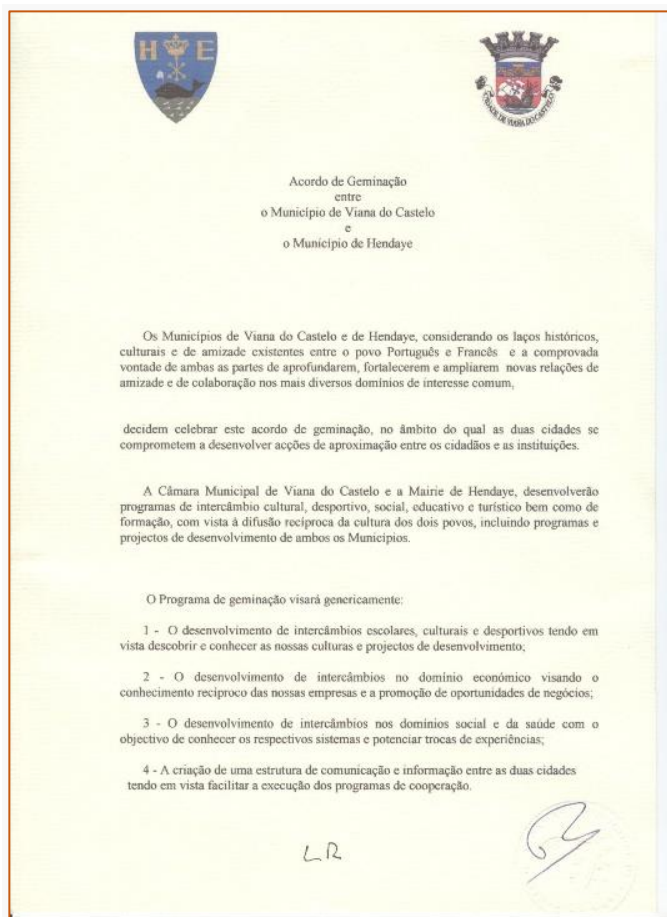 H E
CIDADE DE VIANA DO CASTELO
Acordo de Geminação
entre
o Município de Viana do Castelo
e
o Município de Hendaye
Os Municípios de Viana do Castelo e de Hendaye, considerando os laços históricos,
culturais e de amizade existentes entre o povo Português e Francês e a comprovada
vontade de ambas as partes de aprofundarem, fortalecerem e ampliarem novas relações de
amizade e de colaboração nos mais diversos domínios de interesse comum,
decidem celebrar este acordo de geminação, no âmbito do qual as duas cidades se
comprometem a desenvolver acções de aproximação entre os cidadãos e as instituições.
A Câmara Municipal de Viana do Castelo e a Mairie de Hendaye, desenvolverão
programas de intercâmbio cultural, desportivo, social, educativo e turístico bem como de
formação, com vista à difusão recíproca da cultura dos dois povos, incluindo programas e
projectos de desenvolvimento de ambos os Municípios.
O Programa de geminação visará genericamente:
1 - O desenvolvimento de intercâmbios escolares, culturais e desportivos tendo em
vista descobrir e conhecer as nossas culturas e projectos de desenvolvimento;
2 - O desenvolvimento de intercâmbios no domínio económico visando o
conhecimento recíproco das nossas empresas e a promoção de oportunidades de negócios;
3 - O desenvolvimento de intercâmbios nos domínios social e da saúde com o
objectivo de conhecer os respectivos sistemas e potenciar trocas de experiências;
4 - A criação de uma estrutura de comunicação e informação entre as duas cidades
tendo em vista facilitar a execução dos programas de cooperação.
LR